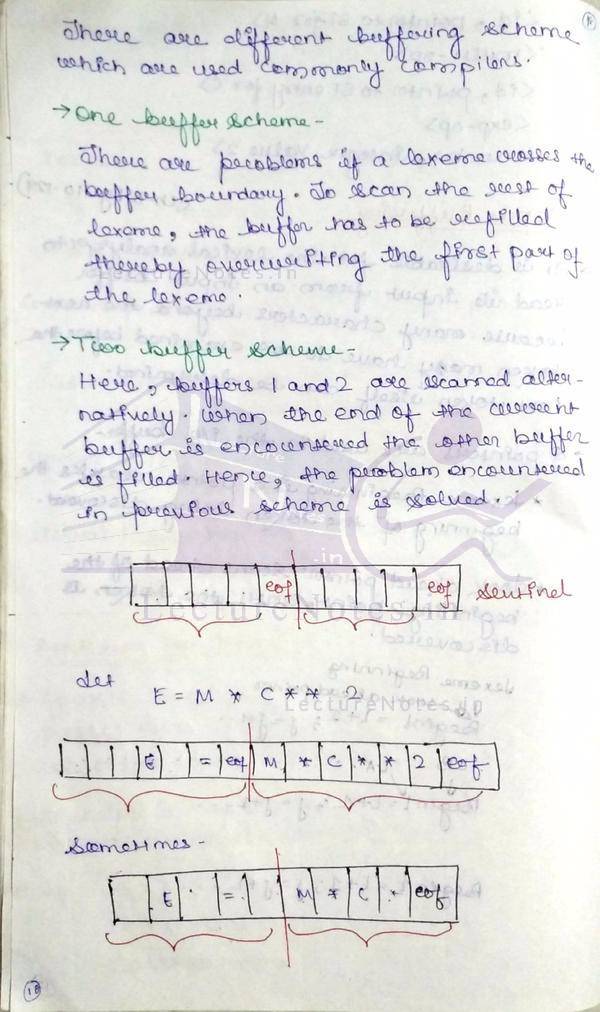 There are different buffering scheme
which are used commonly compilers.
→ One buffer scheme -
There are problems if a lexeme crosses the
buffer boundary. To scan the rest of
lexeme, the buffer has to be refilled
thereby overwriting the first part of
the lexeme.
→ Two buffer scheme -
Here, buffers 1 and 2 are scanned alter-
natively. When the end of the current
buffer is encountered the other buffer
is filled. Hence, the problem encountered
in previous scheme is solved.
eof eof Sentinel
LectureNotes.in
Let
E = M * C * * 2
LectureNotes.in
E = eof M * C * * 2 eof
Sometimes -
E = M * C eof